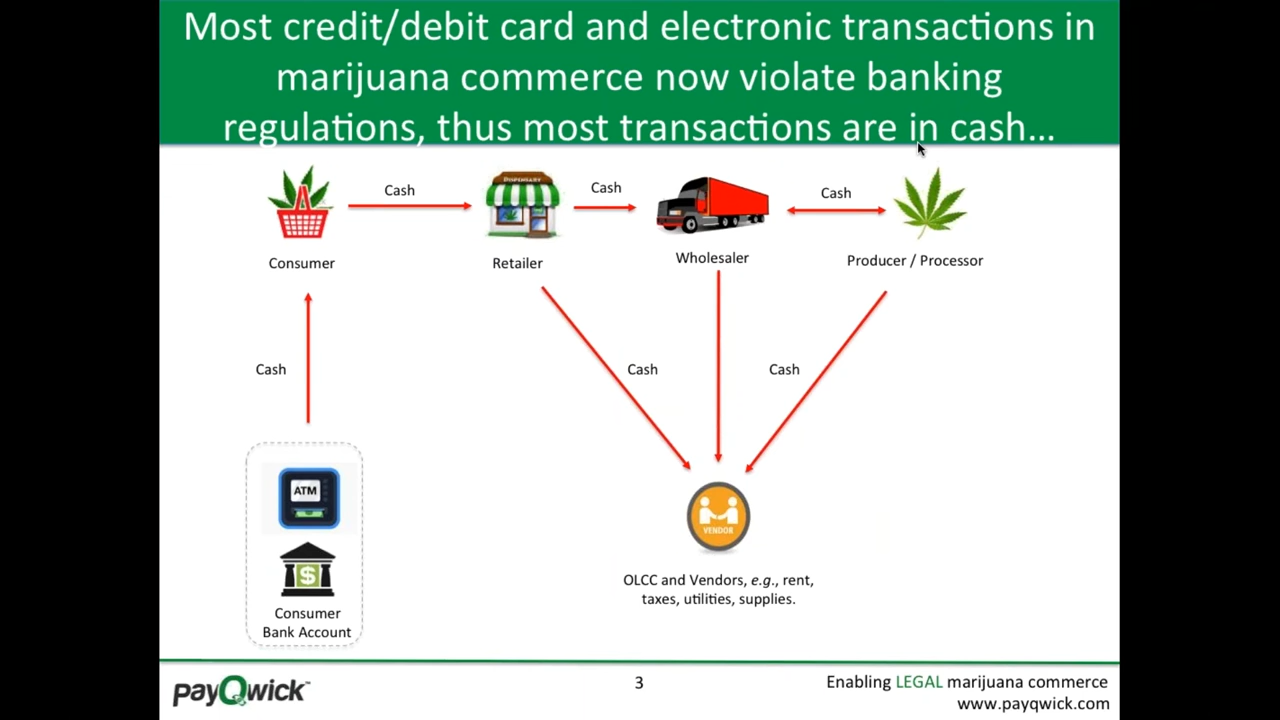 Most credit/debit card and electronic transactions in
marijuana commerce now violate banking
regulations, thus most transactions are in cash...
DISPENSARY
Cash
Cash
Cash
Consumer
Retailer
Wholesaler
Producer / Processor
Cash
Cash
Cash
ATM
VENDOR
$
OLCC and Vendors, e.g., rent,
taxes, utilities, supplies.
Consumer
Bank Account
payQwick™
3
Enabling LEGAL marijuana commerce
www.payqwick.com